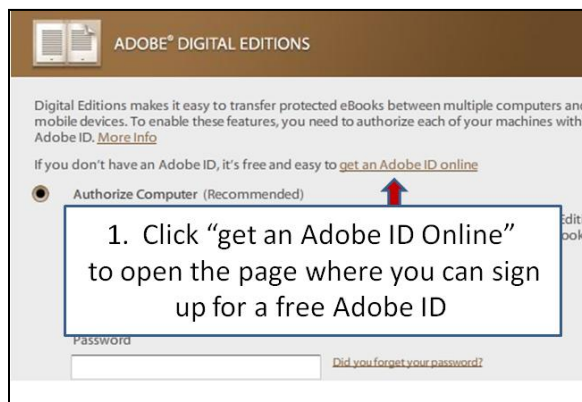 ADOBE® DIGITAL EDITIONS
Digital Editions makes it easy to transfer protected eBooks between multiple computers and
mobile devices. To enable these features, you need to authorize each of your machines with
Adobe ID. More Info
If you don't have an Adobe ID, it's free and easy to get an Adobe ID online
Authorize Computer (Recommended)
1. Click “get an Adobe ID Online”
to open the page where you can sign
up for a free Adobe ID
Password
Did you forget your password?